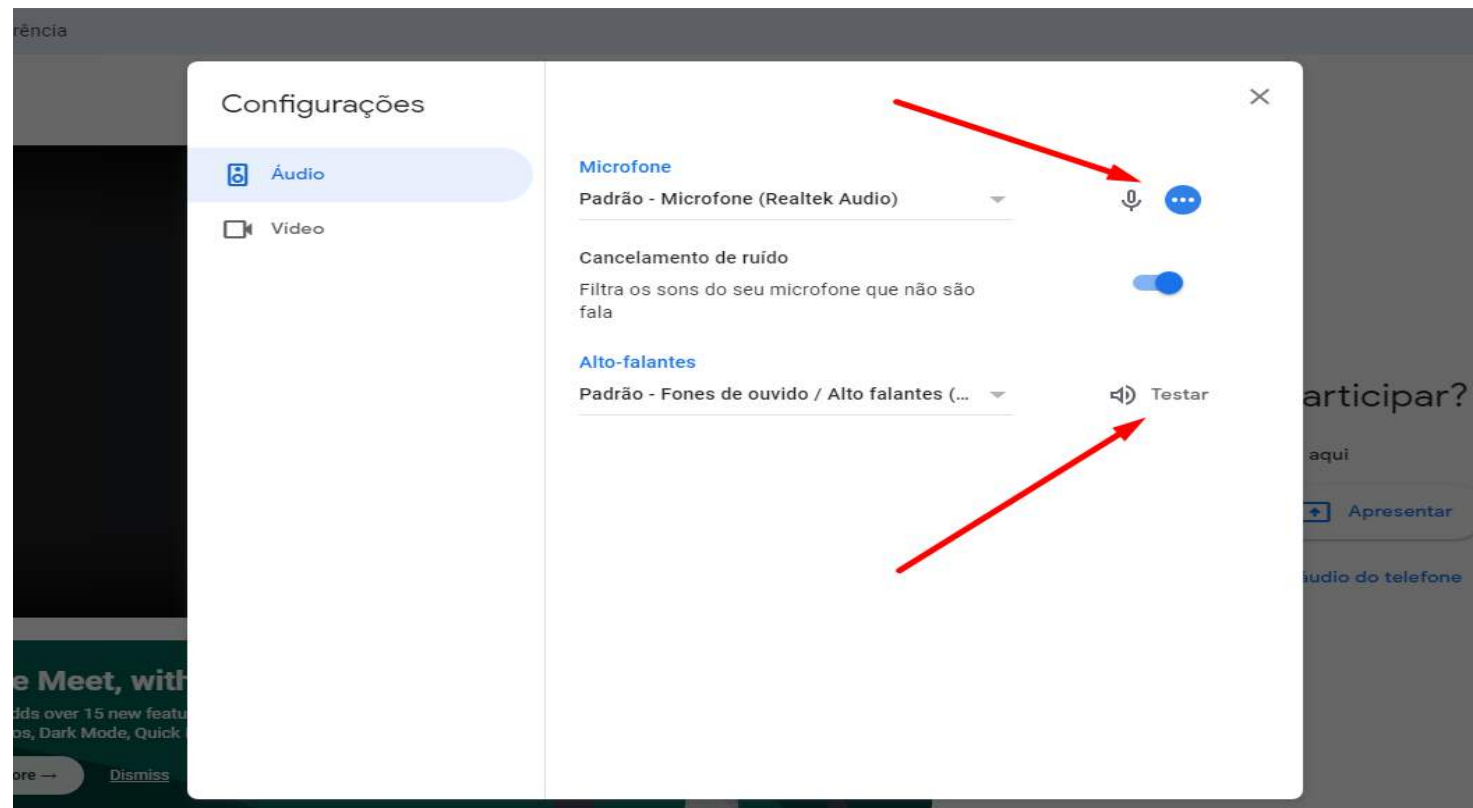 rência
Configurações
Áudio
Vídeo
Microfone
Padrão - Microfone (Realtek Audio)
Cancelamento de ruído
Filtra os sons do seu microfone que não são
fala
Alto-falantes
Padrão - Fones de ouvido / Alto falantes (...
Testar
articipar?
aqui
Apresentar
áudio do telefone
e Meet, with
dds over 15 new featu
os, Dark Mode, Quick
ore →
Dismiss